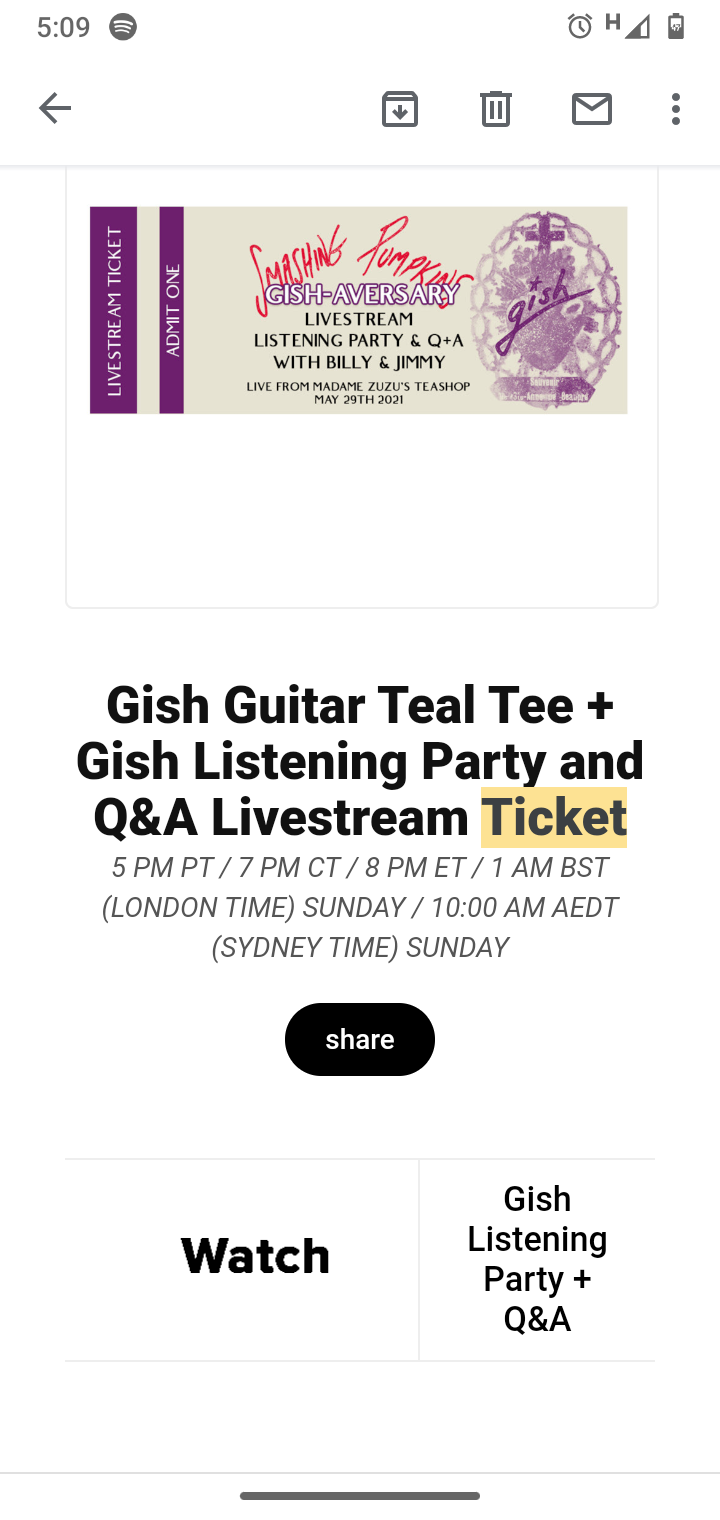 5:09
H
47
LIVESTREAM TICKET
ADMIT ONE
SMASHING PUMPKINS
GISH-AVERSARY
LIVESTREAM
LISTENING PARTY & Q+A
WITH BILLY & JIMMY
LIVE FROM MADAME ZUZU'S TEASHOP
MAY 29TH 2021
gish
Souvenir
Gish Guitar Teal Tee +
Gish Listening Party and
Q&A Livestream Ticket
5 PM PT / 7 PM CT / 8 PM ET / 1 AM BST
(LONDON TIME) SUNDAY / 10:00 AM AEDT
(SYDNEY TIME) SUNDAY
share
Watch
Gish
Listening
Party +
Q&A